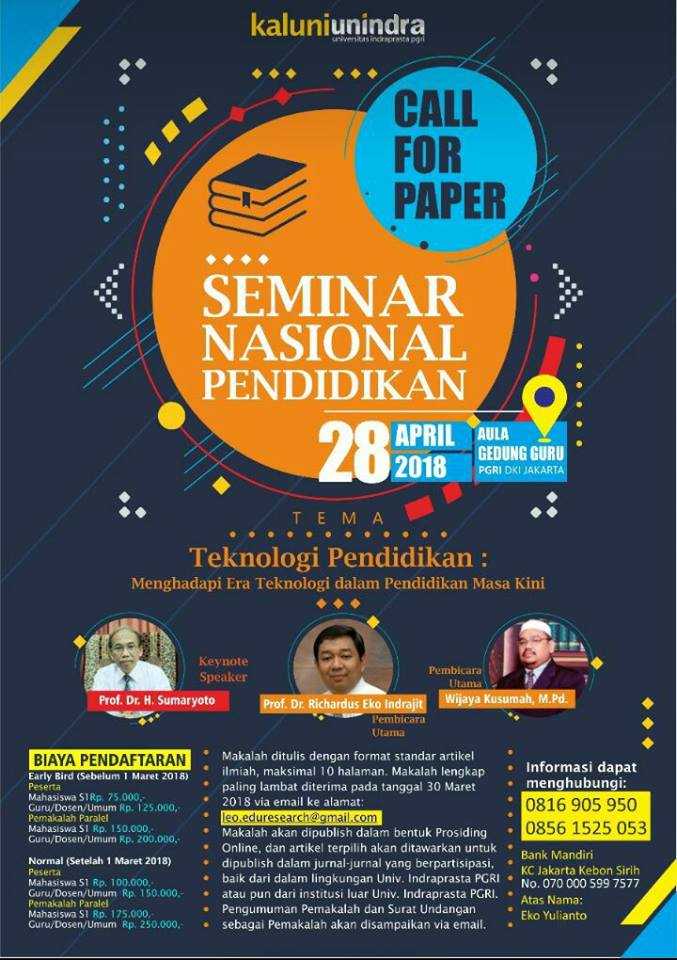 kaluniunindra
universitas indraprasta pgri
CALL
FOR
PAPER
SEMINAR
NASIONAL
PENDIDIKAN
28 APRIL
2018
AULA
GEDUNG GURU
PGRI DKI JAKARTA
TEMA
Teknologi Pendidikan :
Menghadapi Era Teknologi dalam Pendidikan Masa Kini
Keynote
Speaker
Prof. Dr. H. Sumaryoto
Prof. Dr. Richardus Eko Indrajit
Pembicara
Utama
Pembicara
Utama
Wijaya Kusumah, M.Pd.
BIAYA PENDAFTARAN
Early Bird (Sebelum 1 Maret 2018)
Peserta
Mahasiswa S1Rp. 75.000,-
Guru/Dosen/Umum Rp. 125.000,-
Pemakalah Paralel
Mahasiswa S1 Rp. 150.000,-
Guru/Dosen/Umum Rp. 200.000,-
Normal (Setelah 1 Maret 2018)
Peserta
Mahasiswa S1 Rp. 100.000,-
Guru/Dosen/Umum Rp. 150.000,-
Pemakalah Paralel
Mahasiswa S1 Rp. 175.000,-
Guru/Dosen/Umum Rp. 250.000,-
Makalah ditulis dengan format standar artikel
ilmiah, maksimal 10 halaman. Makalah lengkap
paling lambat diterima pada tanggal 30 Maret
2018 via email ke alamat:
leo.eduresearch@gmail.com
Makalah akan dipublish dalam bentuk Prosiding
Online, dan artikel terpilih akan ditawarkan untuk
dipublish dalam jurnal-jurnal yang berpartisipasi,
baik dari dalam lingkungan Univ. Indraprasta PGRI
atau pun dari institusi luar Univ. Indraprasta PGRI.
Pengumuman Pemakalah dan Surat Undangan
sebagai Pemakalah akan disampaikan via email.
Informasi dapat
menghubungi:
0816 905 950
0856 1525 053
Bank Mandiri
KC Jakarta Kebon Sirih
No. 070 000 599 7577
Atas Nama:
Eko Yulianto